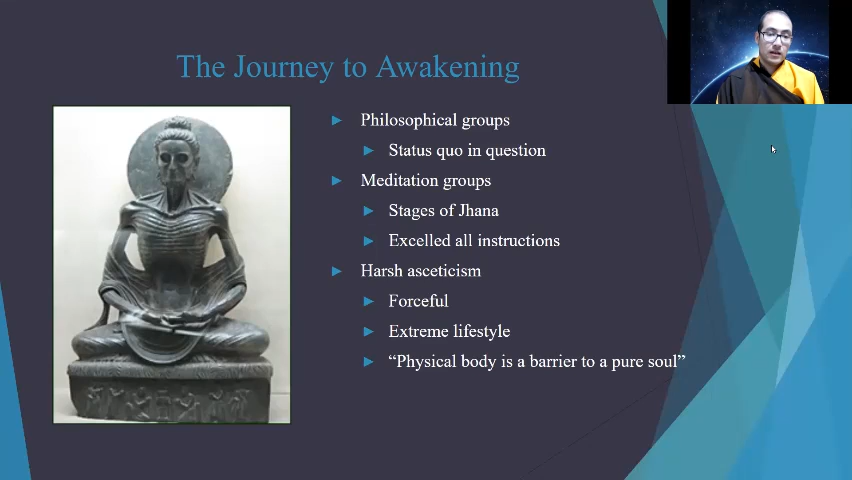 The Journey to Awakening
Philosophical groups
Status quo in question
Meditation groups
Stages of Jhana
Excelled all instructions
Harsh asceticism
Forceful
Extreme lifestyle
“Physical body is a barrier to a pure soul”